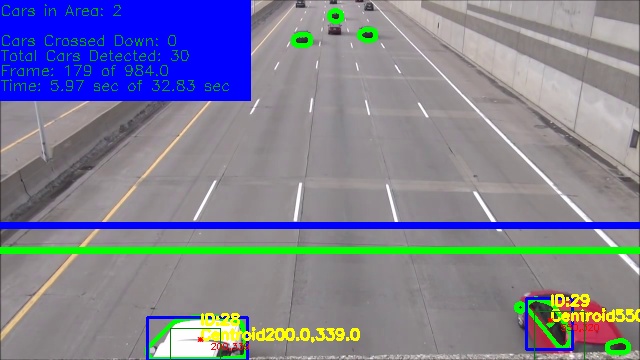 Cars in Area: 2
Cars Crossed Down: 0
Total Cars Detected: 30
Frame: 179 of 984.0
Time: 5.97 sec of 32.83 sec
ID:28
Centroid200.0,339.0
ID:29
Centroid550